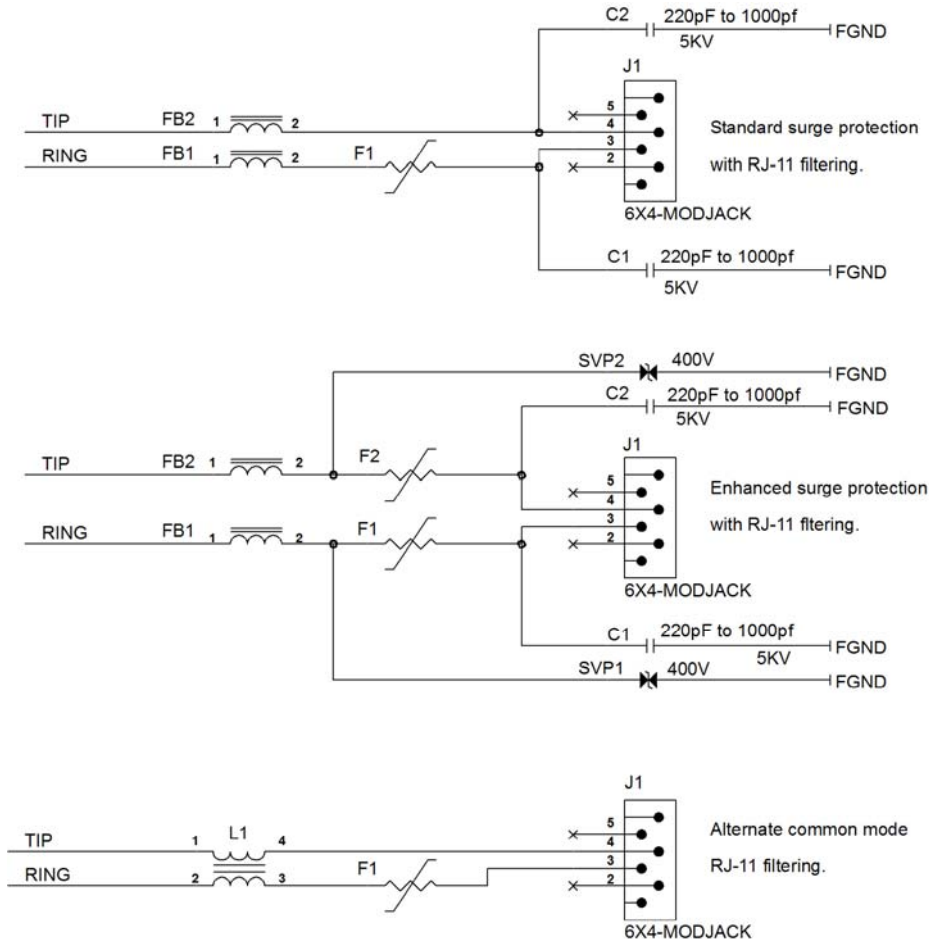 C2 220pF to 1000pf
5KV
FGND
J1
TIP FB2 1 2
5
4
3
2
RING FB1 1 2 F1
Standard surge protection
with RJ-11 filtering.
6X4-MODJACK
C1 220pF to 1000pf
5KV
FGND
SVP2 400V
FGND
C2 220pF to 1000pf
5KV
FGND
J1
TIP FB2 1 2 F2
5
4
3
2
RING FB1 1 2 F1
Enhanced surge protection
with RJ-11 fltering.
6X4-MODJACK
C1 220pF to 1000pf
5KV
FGND
SVP1 400V
FGND
J1
TIP 1 L1 4
5
4
3
2
RING 2 3 F1
Alternate common mode
RJ-11 filtering.
6X4-MODJACK